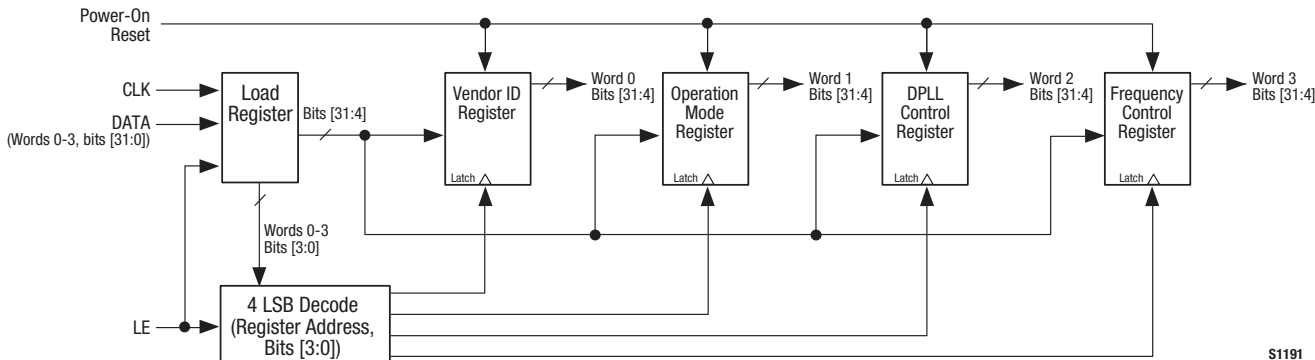 Power-On
Reset
CLK
DATA
(Words 0-3, bits [31:0])
LE
Load
Register
Bits [31:4]
Words 0-3
Bits [3:0]
4 LSB Decode
(Register Address,
Bits [3:0])
Vendor ID
Register
Latch
Word 0
Bits [31:4]
Operation
Mode
Register
Latch
Word 1
Bits [31:4]
DPLL
Control
Register
Latch
Word 2
Bits [31:4]
Frequency
Control
Register
Latch
Word 3
Bits [31:4]
S1191